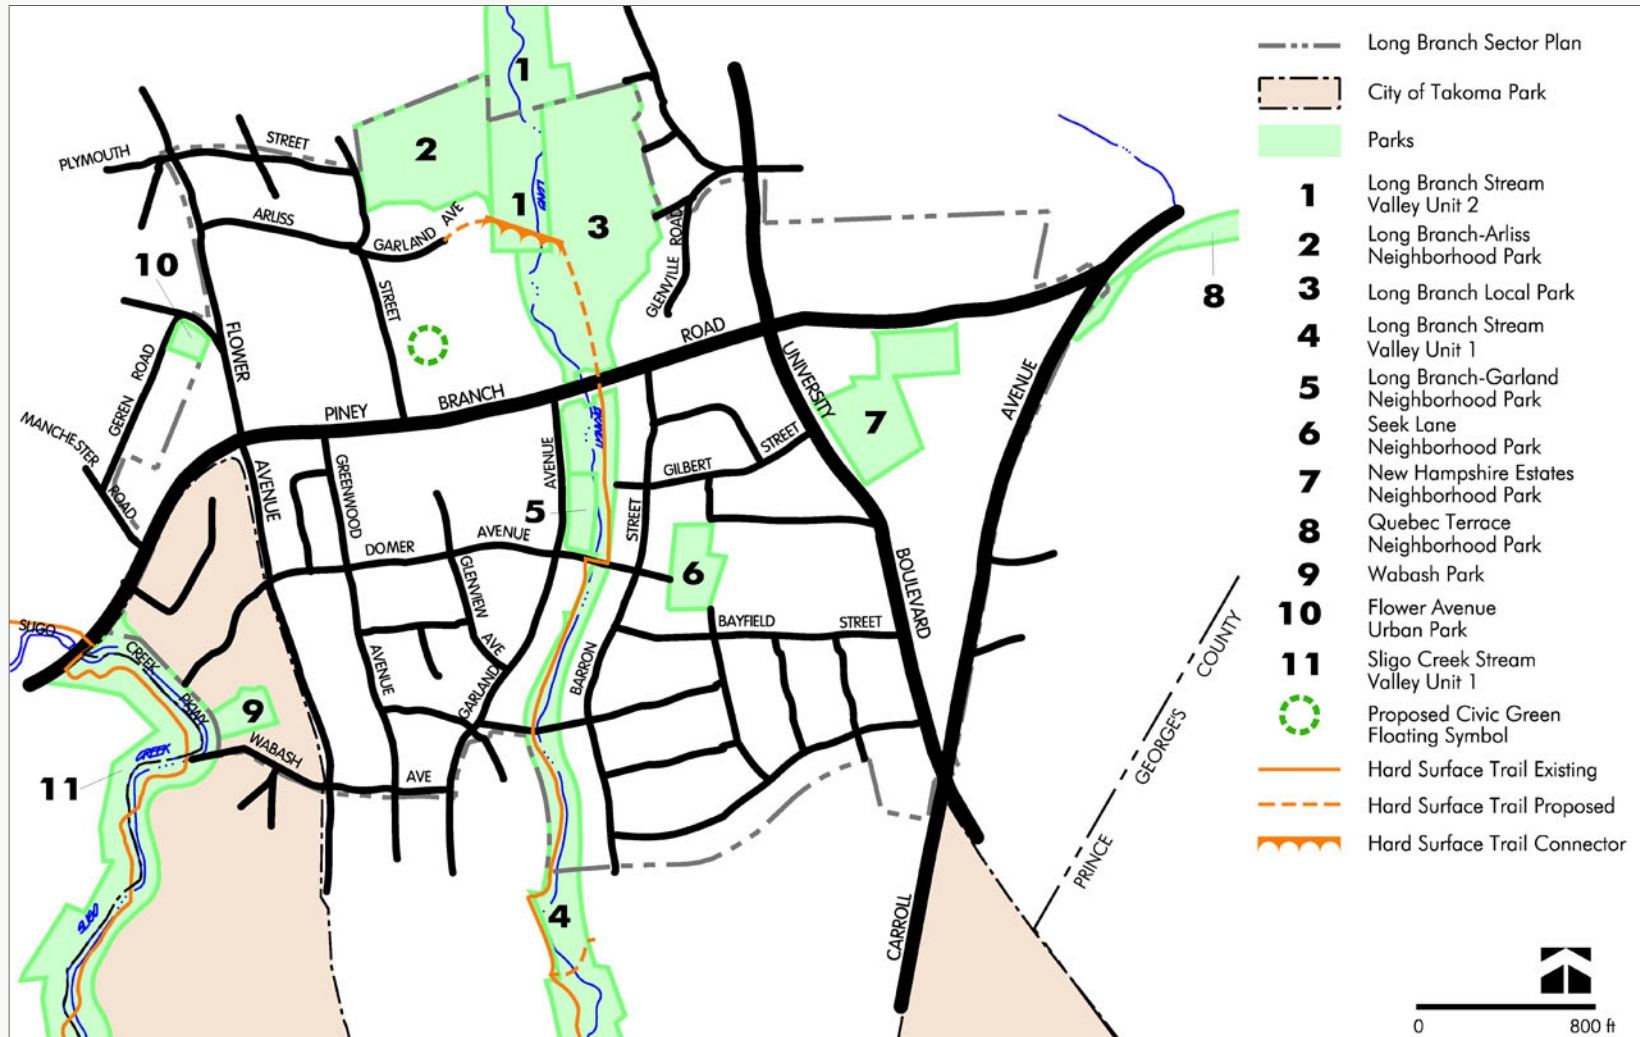 1
2
1
3
LONG
PLYMOUTH
STREET
ARLISS
GARLAND
AVE
10
GLENVILLE ROAD
8
STREET
FLOWER
ROAD
BRANCH
PINEY
UNIVERSITY
AVENUE
7
GEREN ROAD
MANCHESTER
ROAD
AVENUE
GREENWOOD
AVENUE
BRANCH
GILBERT
STREET
5
STREET
DOMER
AVENUE
GLENVIEW
AVE
6
BOULEVARD
BAYFIELD
STREET
SLIGO
CREEK
PKWY
AVENUE
GARLAND
BARRON
9
WABASH
AVE
CREEK
11
SLIGO
4
CARROLL
PRINCE
GEORGE'S
COUNTY
Long Branch Sector Plan
City of Takoma Park
Parks
1 Long Branch Stream
Valley Unit 2
2 Long Branch-Arliss
Neighborhood Park
3 Long Branch Local Park
4 Long Branch Stream
Valley Unit 1
5 Long Branch-Garland
Neighborhood Park
6 Seek Lane
Neighborhood Park
7 New Hampshire Estates
Neighborhood Park
8 Quebec Terrace
Neighborhood Park
9 Wabash Park
10 Flower Avenue
Urban Park
11 Sligo Creek Stream
Valley Unit 1
Proposed Civic Green
Floating Symbol
Hard Surface Trail Existing
Hard Surface Trail Proposed
Hard Surface Trail Connector
0 800 ft